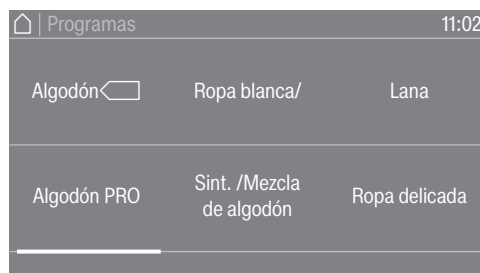 | Programas 11:02
Algodón Ropa blanca/ Lana
Algodón PRO Sint. /Mezcla
de algodón Ropa delicada